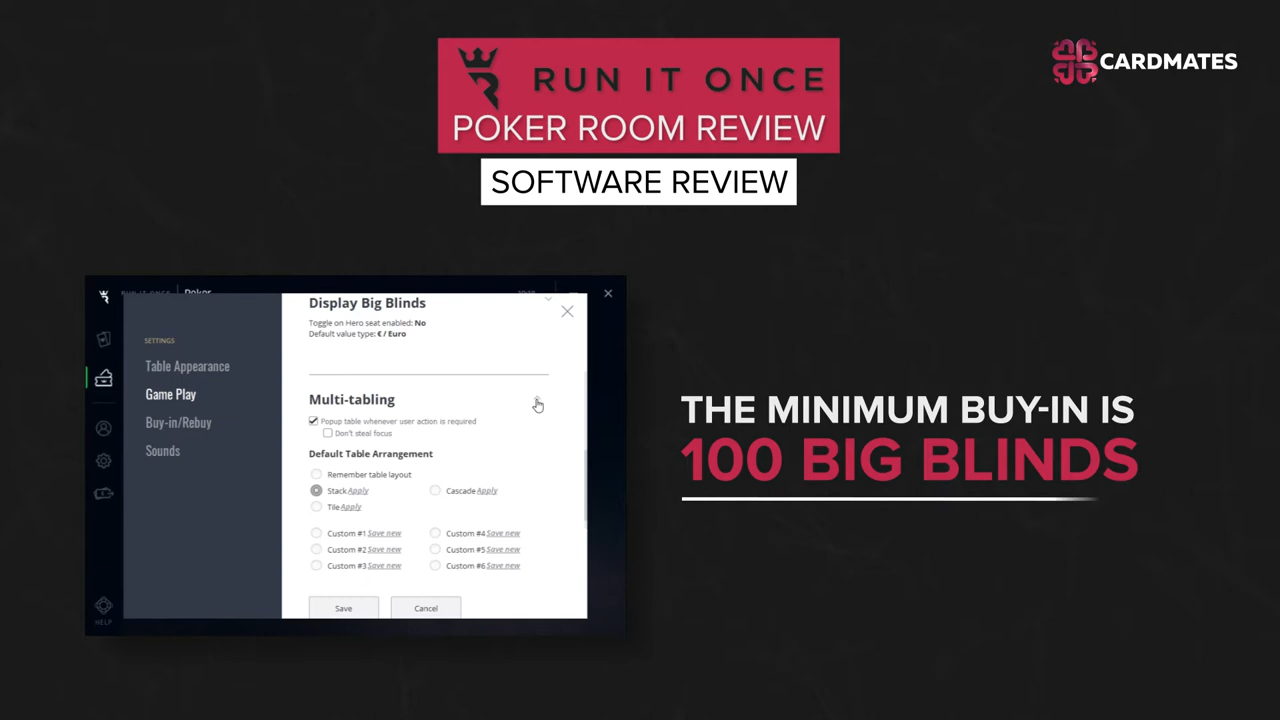 RUN IT ONCE
POKER ROOM REVIEW
SOFTWARE REVIEW
CARDMATES
Poker
SETTINGS
Table Appearance
Game Play
Buy-in/Rebuy
Sounds
HELP
Display Big Blinds
Toggle on Hero seat enabled: No
Default value type: € / Euro
Multi-tabling
Popup table whenever user action is required
Don't steal focus
Default Table Arrangement
Remember table layout
Stack Apply Cascade Apply
Tile Apply
Custom #1 Save new Custom #4 Save new
Custom #2 Save new Custom #5 Save new
Custom #3 Save new Custom #6 Save new
Save Cancel
THE MINIMUM BUY-IN IS
100 BIG BLINDS